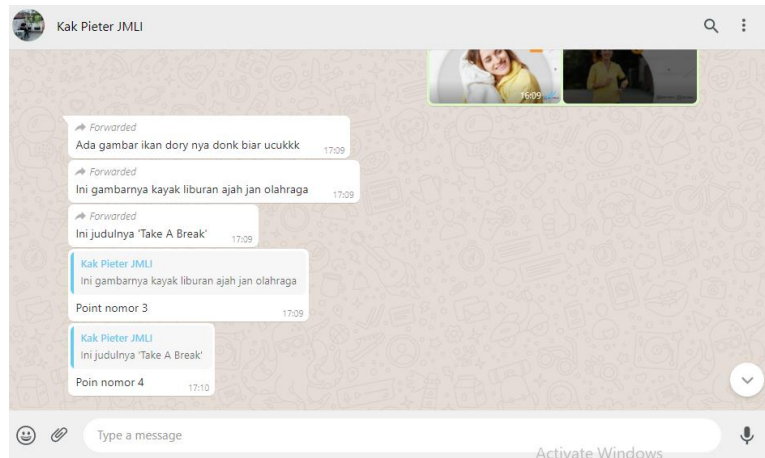 Kak Pieter JMLI
16:09
Forwarded
Ada gambar ikan dory nya donk biar ucukkk
17:09
Forwarded
Ini gambarnya kayak liburan ajah jan olahraga
17:09
Forwarded
Ini judulnya 'Take A Break'
17:09
Kak Pieter JMLI
Ini gambarnya kayak liburan ajah jan olahraga
Point nomor 3
17:09
Kak Pieter JMLI
Ini judulnya 'Take A Break'
Poin nomor 4
17:10
Type a message
Activate Windows